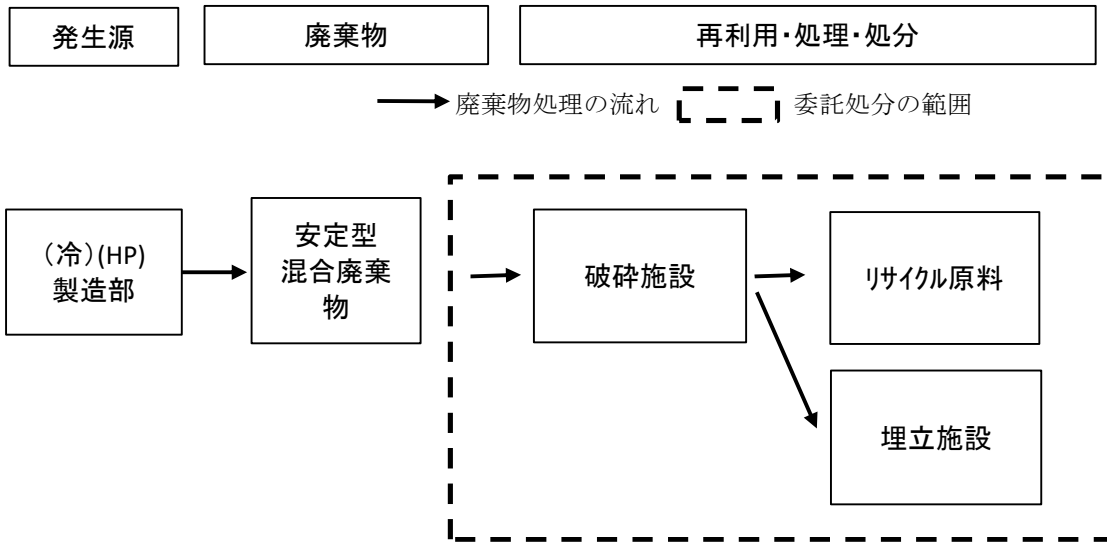 発生源
廃棄物
再利用・処理・処分
廃棄物処理の流れ
委託処分の範囲
（冷）(HP)
製造部
安定型
混合廃棄
物
破砕施設
リサイクル原料
埋立施設